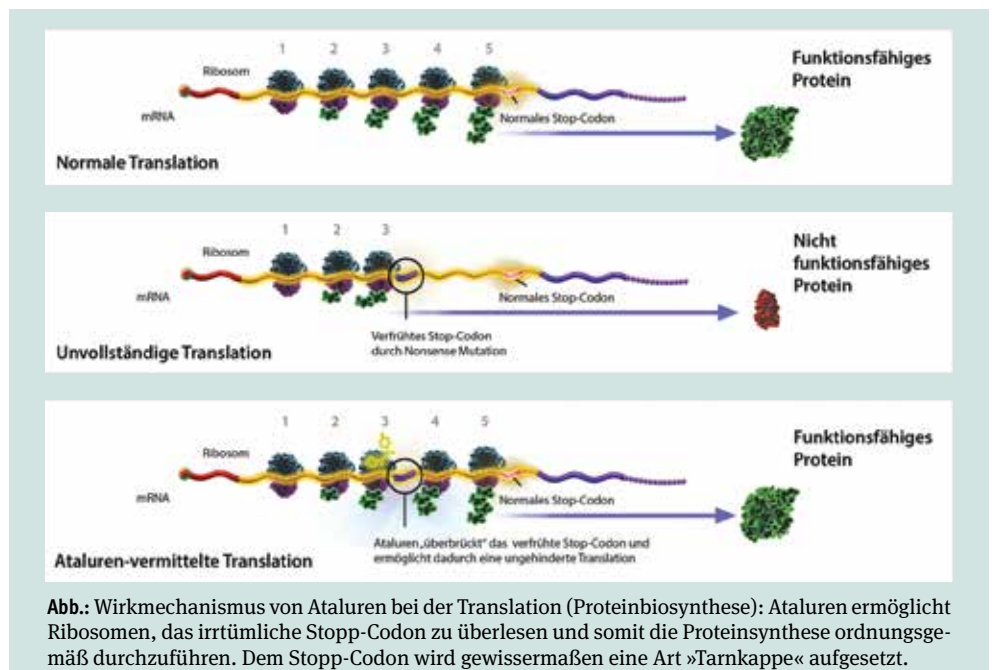 1 2 3 4 5
Ribosom
mRNA
Normales Stop-Codon
Funktionsfähiges
Protein
Normale Translation
1 2 3
Ribosom
mRNA
Normales Stop-Codon
Verfrühtes Stop-Codon
durch Nonsense Mutation
Nicht
funktionsfähiges
Protein
Unvollständige Translation
1 2 3 4 5
Ribosom
mRNA
Normales Stop-Codon
Ataluren „überbrückt“ das verfrühte Stop-Codon und
ermöglicht dadurch eine ungehinderte Translation
Funktionsfähiges
Protein
Ataluren-vermittelte Translation
Abb.: Wirkmechanismus von Ataluren bei der Translation (Proteinbiosynthese): Ataluren ermöglicht
Ribosomen, das irrtümliche Stopp-Codon zu überlesen und somit die Proteinsynthese ordnungsge-
mäß durchzuführen. Dem Stopp-Codon wird gewissermaßen eine Art »Tarnkappe« aufgesetzt.